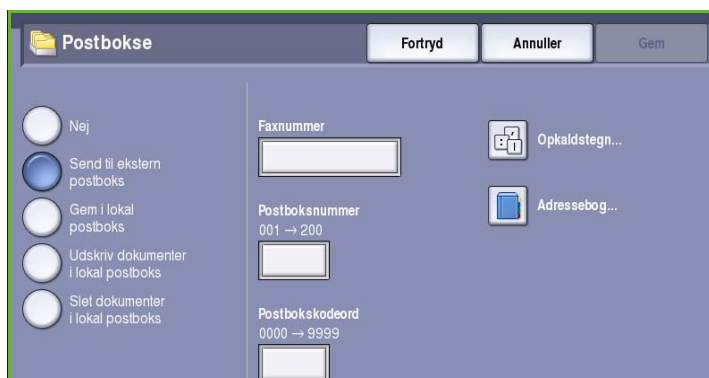 Postbokse
Fortryd
Annuller
Gem
Nej
Send til ekstern
postboks
Gem i lokal
postboks
Udskriv dokumenter
i lokal postboks
Slet dokumenter
i lokal postboks
Faxnummer
Postboksnummer
001 → 200
Postbokskodeord
0000 → 9999
Opkaldstegn...
Adressebog...